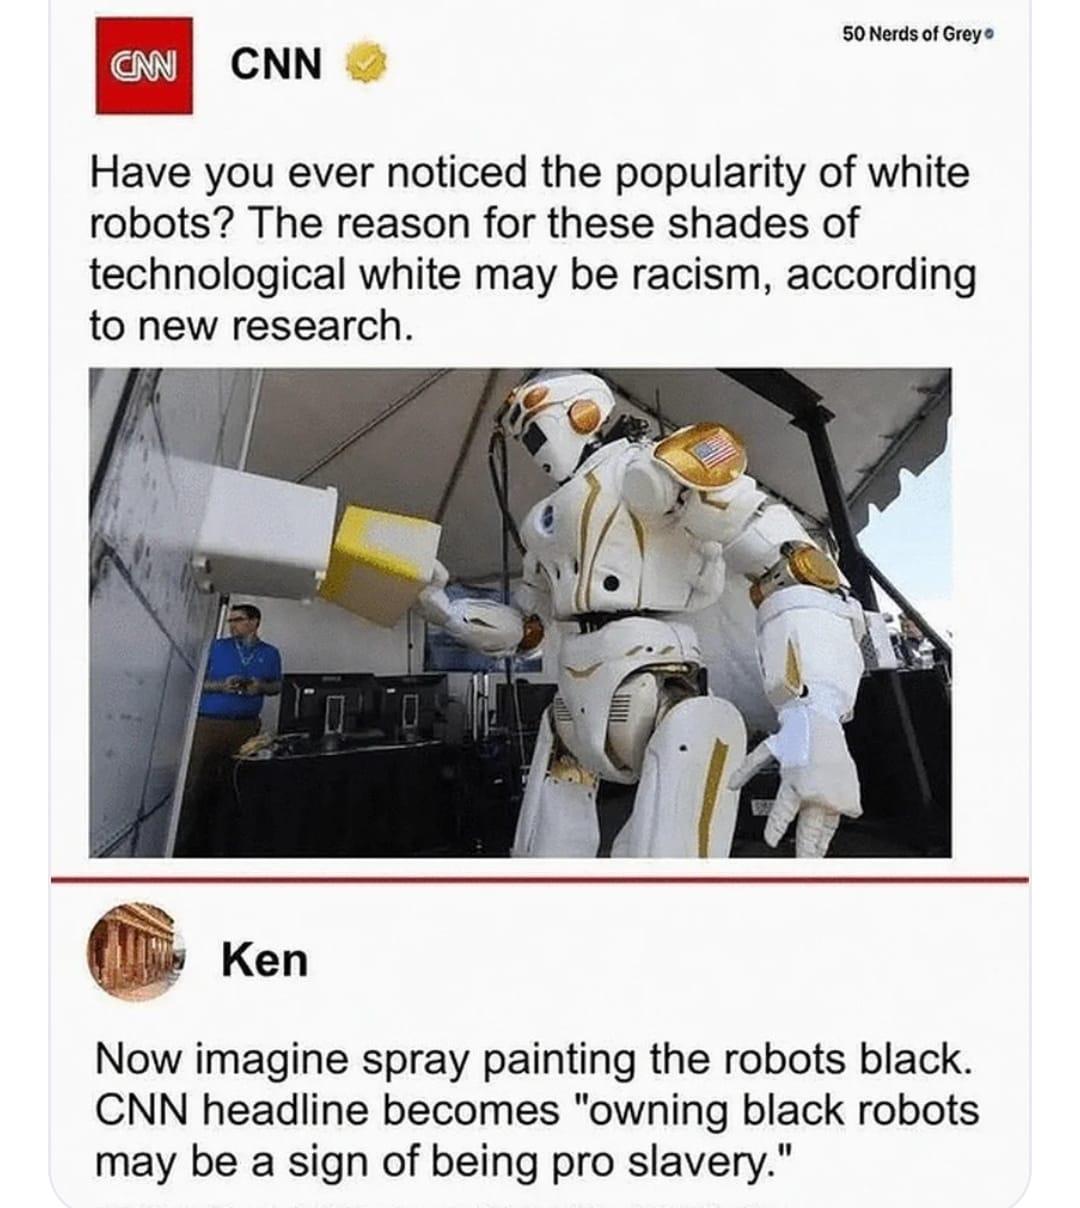 50 Nerds of Grey
CNN
CNN
Have you ever noticed the popularity of white
robots? The reason for these shades of
technological white may be racism, according
to new research.
Ken
Now imagine spray painting the robots black.
CNN headline becomes "owning black robots
may be a sign of being pro slavery."